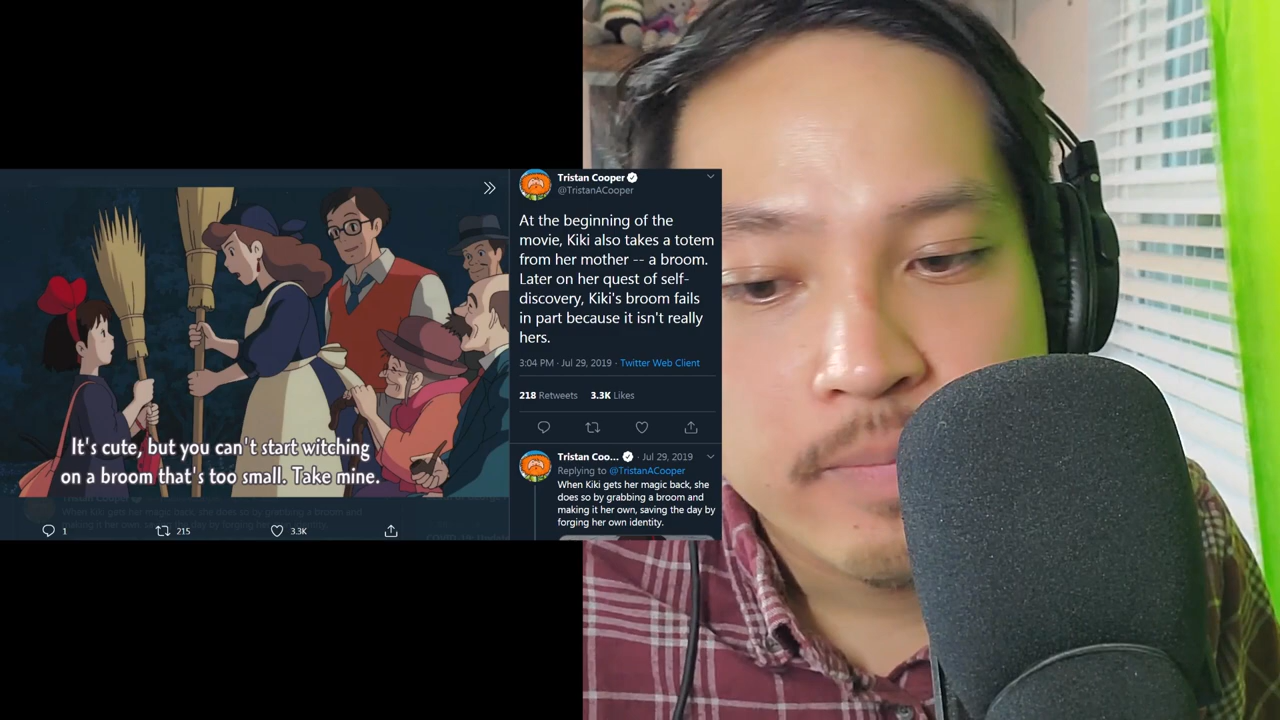 It's cute, but you can't start witching
on a broom that's too small. Take mine.
1
215
3.3K
Tristan Cooper
@TristanACooper
At the beginning of the
movie, Kiki also takes a totem
from her mother -- a broom.
Later on her quest of self-
discovery, Kiki's broom fails
in part because it isn't really
hers.
3:04 PM · Jul 29, 2019 · Twitter Web Client
218 Retweets 3.3K Likes
Tristan Coo... · Jul 29, 2019
Replying to @TristanACooper
When Kiki gets her magic back, she
does so by grabbing a broom and
making it her own, saving the day by
forging her own identity.